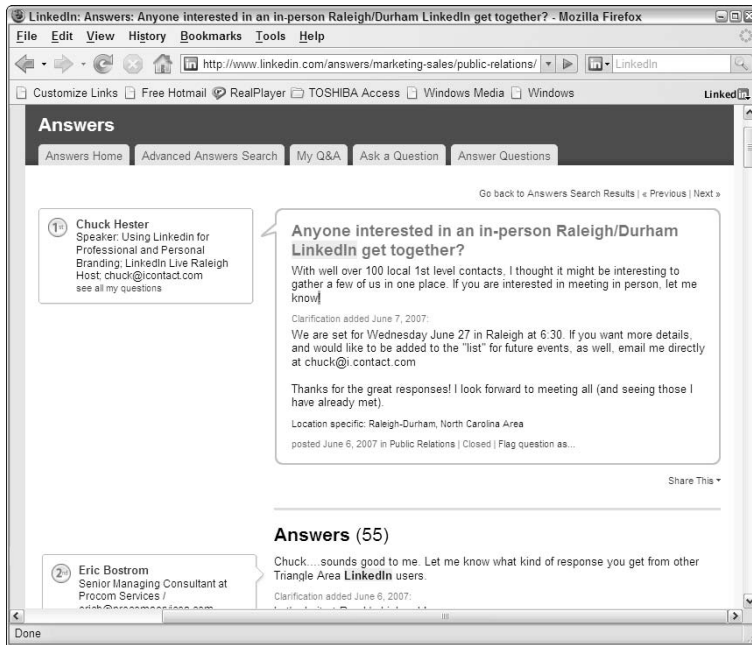 LinkedIn: Answers: Anyone interested in an in-person Raleigh/Durham LinkedIn get together? - Mozilla Firefox
File Edit View History Bookmarks Tools Help
http://www.linkedin.com/answers/marketing-sales/public-relations/ in LinkedIn
Customize Links Free Hotmail RealPlayer TOSHIBA Access Windows Media Windows Linked in
Answers
Answers Home Advanced Answers Search My Q&A Ask a Question Answer Questions
Go back to Answers Search Results | « Previous | Next »
1st Chuck Hester
Speaker: Using Linkedin for
Professional and Personal
Branding; LinkedIn Live Raleigh
Host; chuck@icontact.com
see all my questions
Anyone interested in an in-person Raleigh/Durham
LinkedIn get together?
With well over 100 local 1st level contacts, I thought it might be interesting to
gather a few of us in one place. If you are interested in meeting in person, let me
know!
Clarification added June 7, 2007:
We are set for Wednesday June 27 in Raleigh at 6:30. If you want more details,
and would like to be added to the "list" for future events, as well, email me directly
at chuck@i.contact.com
Thanks for the great responses! I look forward to meeting all (and seeing those I
have already met).
Location specific: Raleigh-Durham, North Carolina Area
posted June 6, 2007 in Public Relations | Closed | Flag question as...
Share This
Answers (55)
2nd Eric Bostrom
Senior Managing Consultant at
Procom Services /
Chuck....sounds good to me. Let me know what kind of response you get from other
Triangle Area LinkedIn users.
Clarification added June 6, 2007:
Done